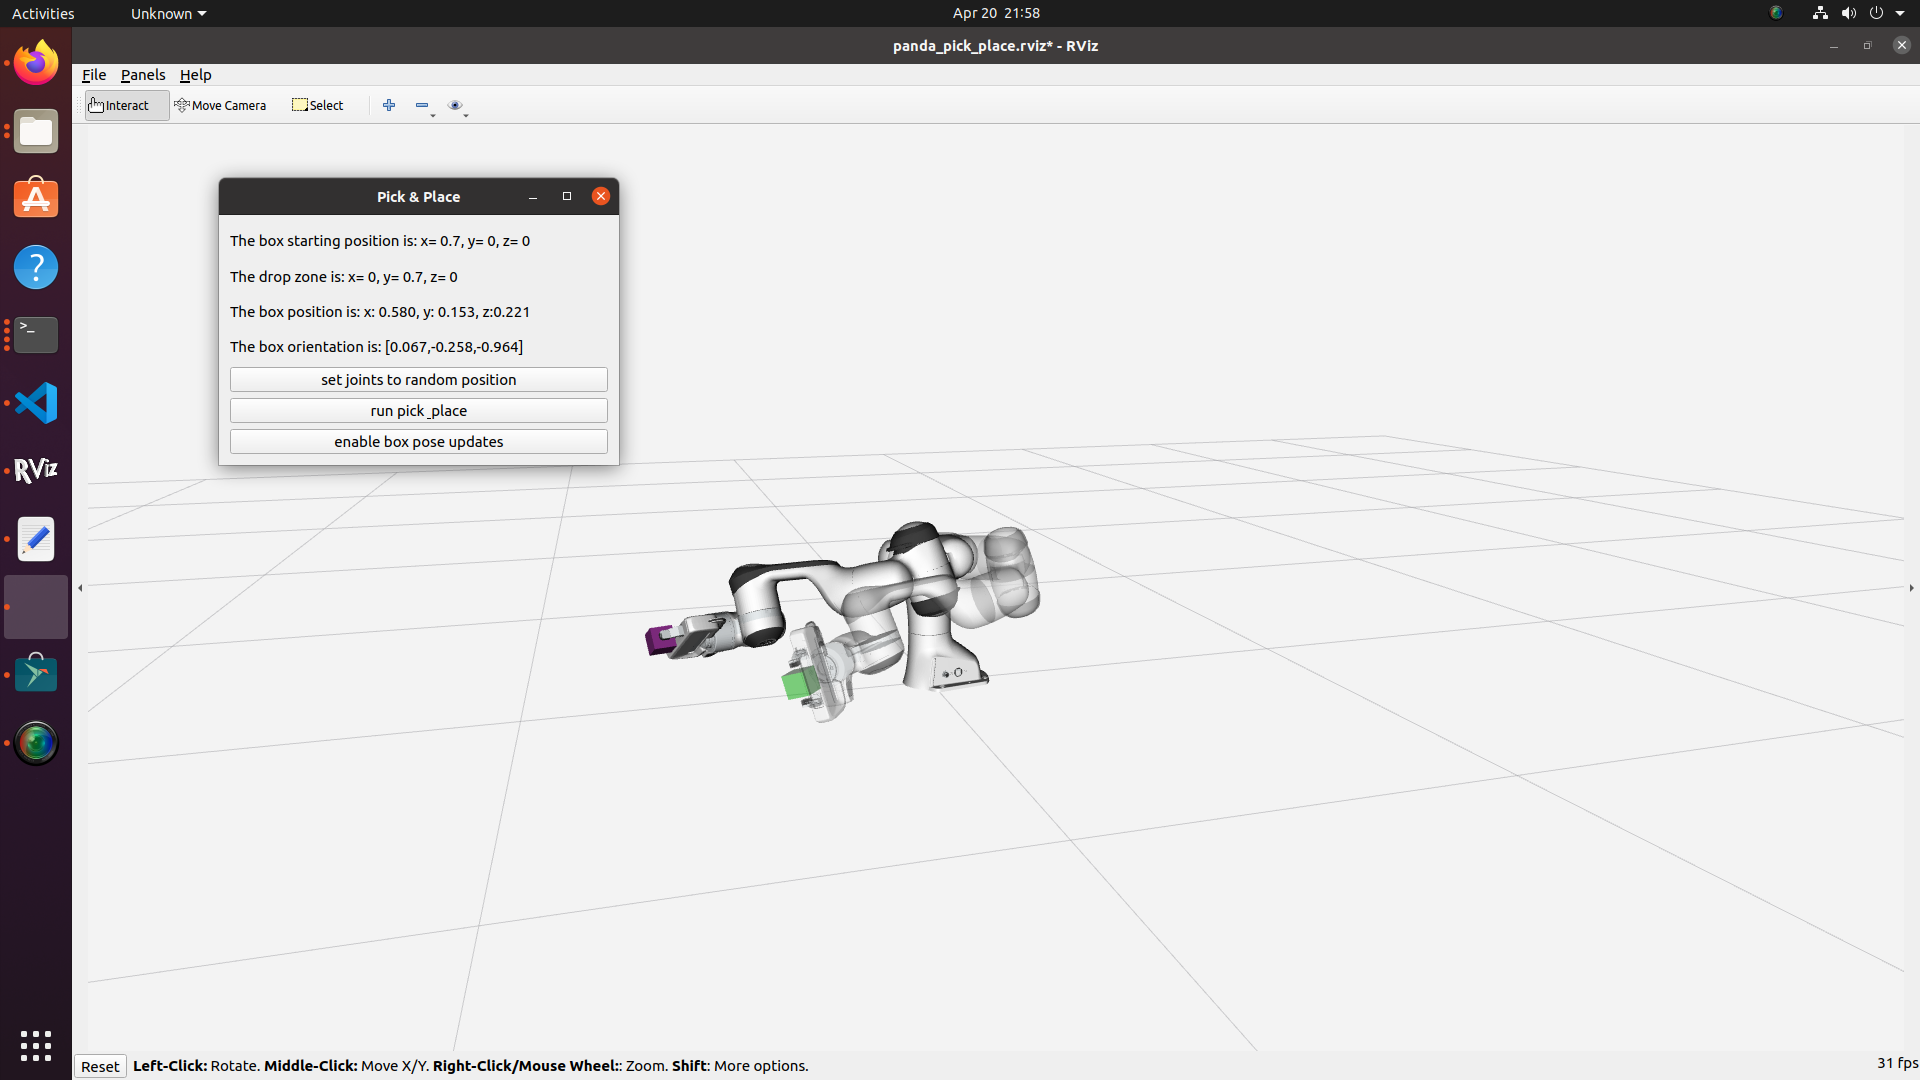 Activities
Unknown
Apr 20 21:58
panda_pick_place.rviz* - RViz
File Panels Help
Interact Move Camera Select
Pick & Place
The box starting position is: x= 0.7, y= 0, z= 0
The drop zone is: x= 0, y= 0.7, z= 0
The box position is: x: 0.580, y: 0.153, z:0.221
The box orientation is: [0.067,-0.258,-0.964]
set joints to random position
run pick_place
enable box pose updates
RViz
Reset Left-Click: Rotate. Middle-Click: Move X/Y. Right-Click/Mouse Wheel:: Zoom. Shift: More options.
31 fps